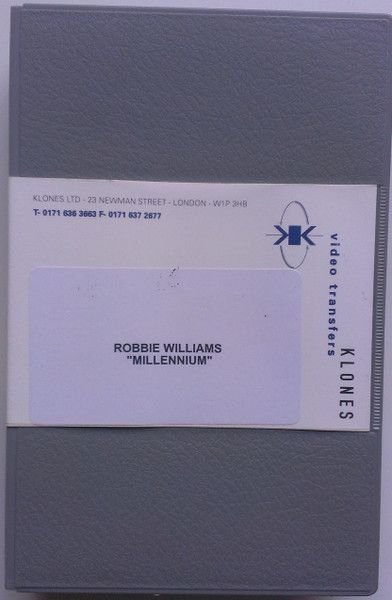 KLONES LTD - 23 NEWMAN STREET - LONDON - W1P 3HB
T- 0171 636 3663 F- 0171 637 2677
video transfers
KLONES
ROBBIE WILLIAMS
"MILLENNIUM"